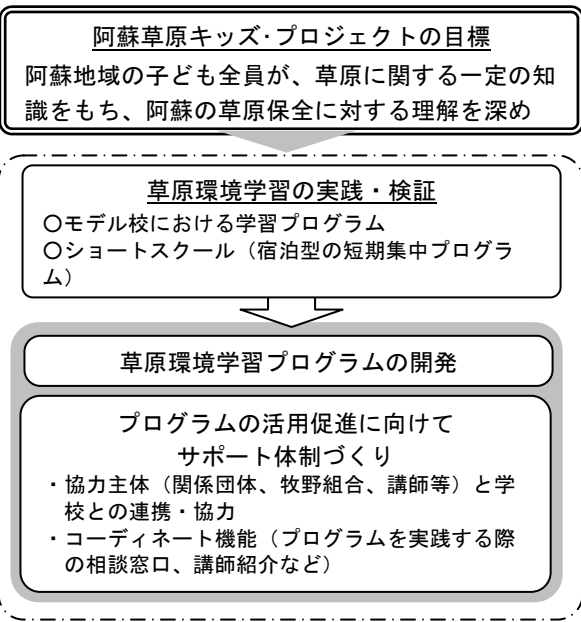 阿蘇草原キッズ･プロジェクトの目標
阿蘇地域の子ども全員が、草原に関する一定の知
識をもち、阿蘇の草原保全に対する理解を深め
草原環境学習の実践・検証
○モデル校における学習プログラム
○ショートスクール（宿泊型の短期集中プログラ
ム）
草原環境学習プログラムの開発
プログラムの活用促進に向けて
サポート体制づくり
・協力主体（関係団体、牧野組合、講師等）と学
校との連携・協力
・コーディネート機能（プログラムを実践する際
の相談窓口、講師紹介など）